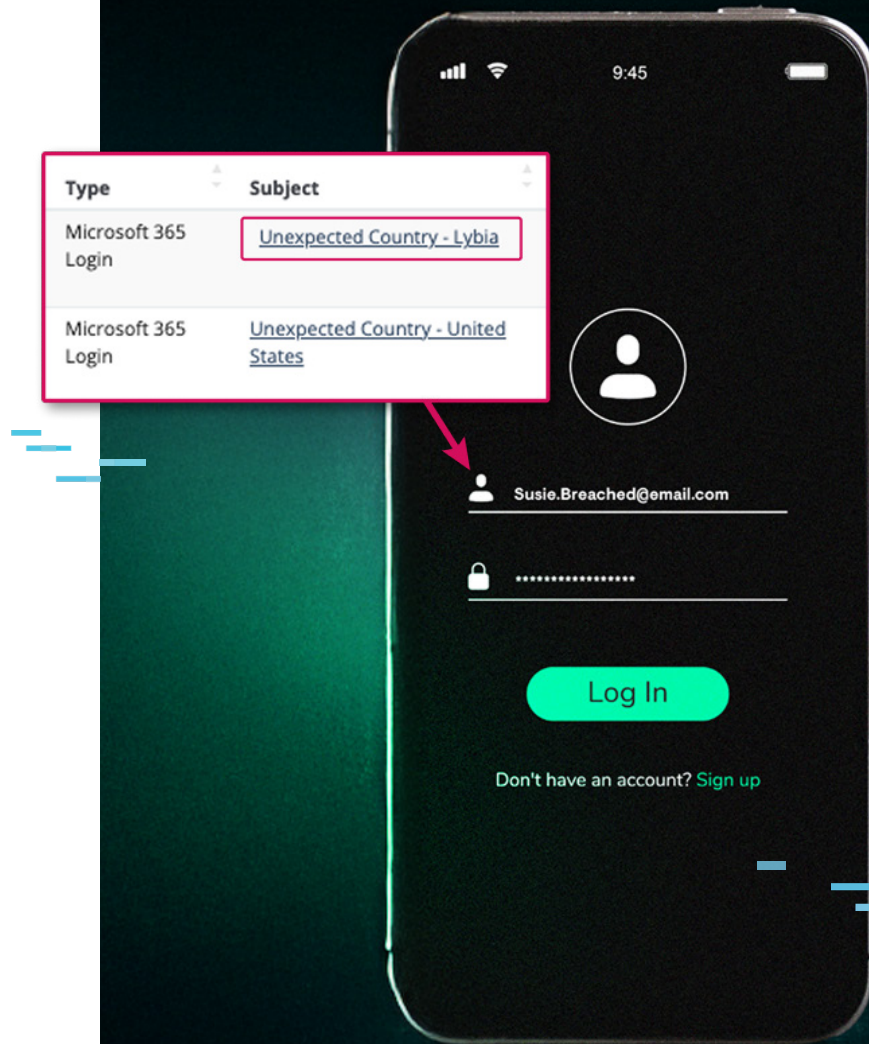 9:45
Type Subject
Microsoft 365
Login
Unexpected Country - Lybia
Microsoft 365
Login
Unexpected Country - United
States
Susie.Breached@email.com
*****************
Log In
Don't have an account? Sign up